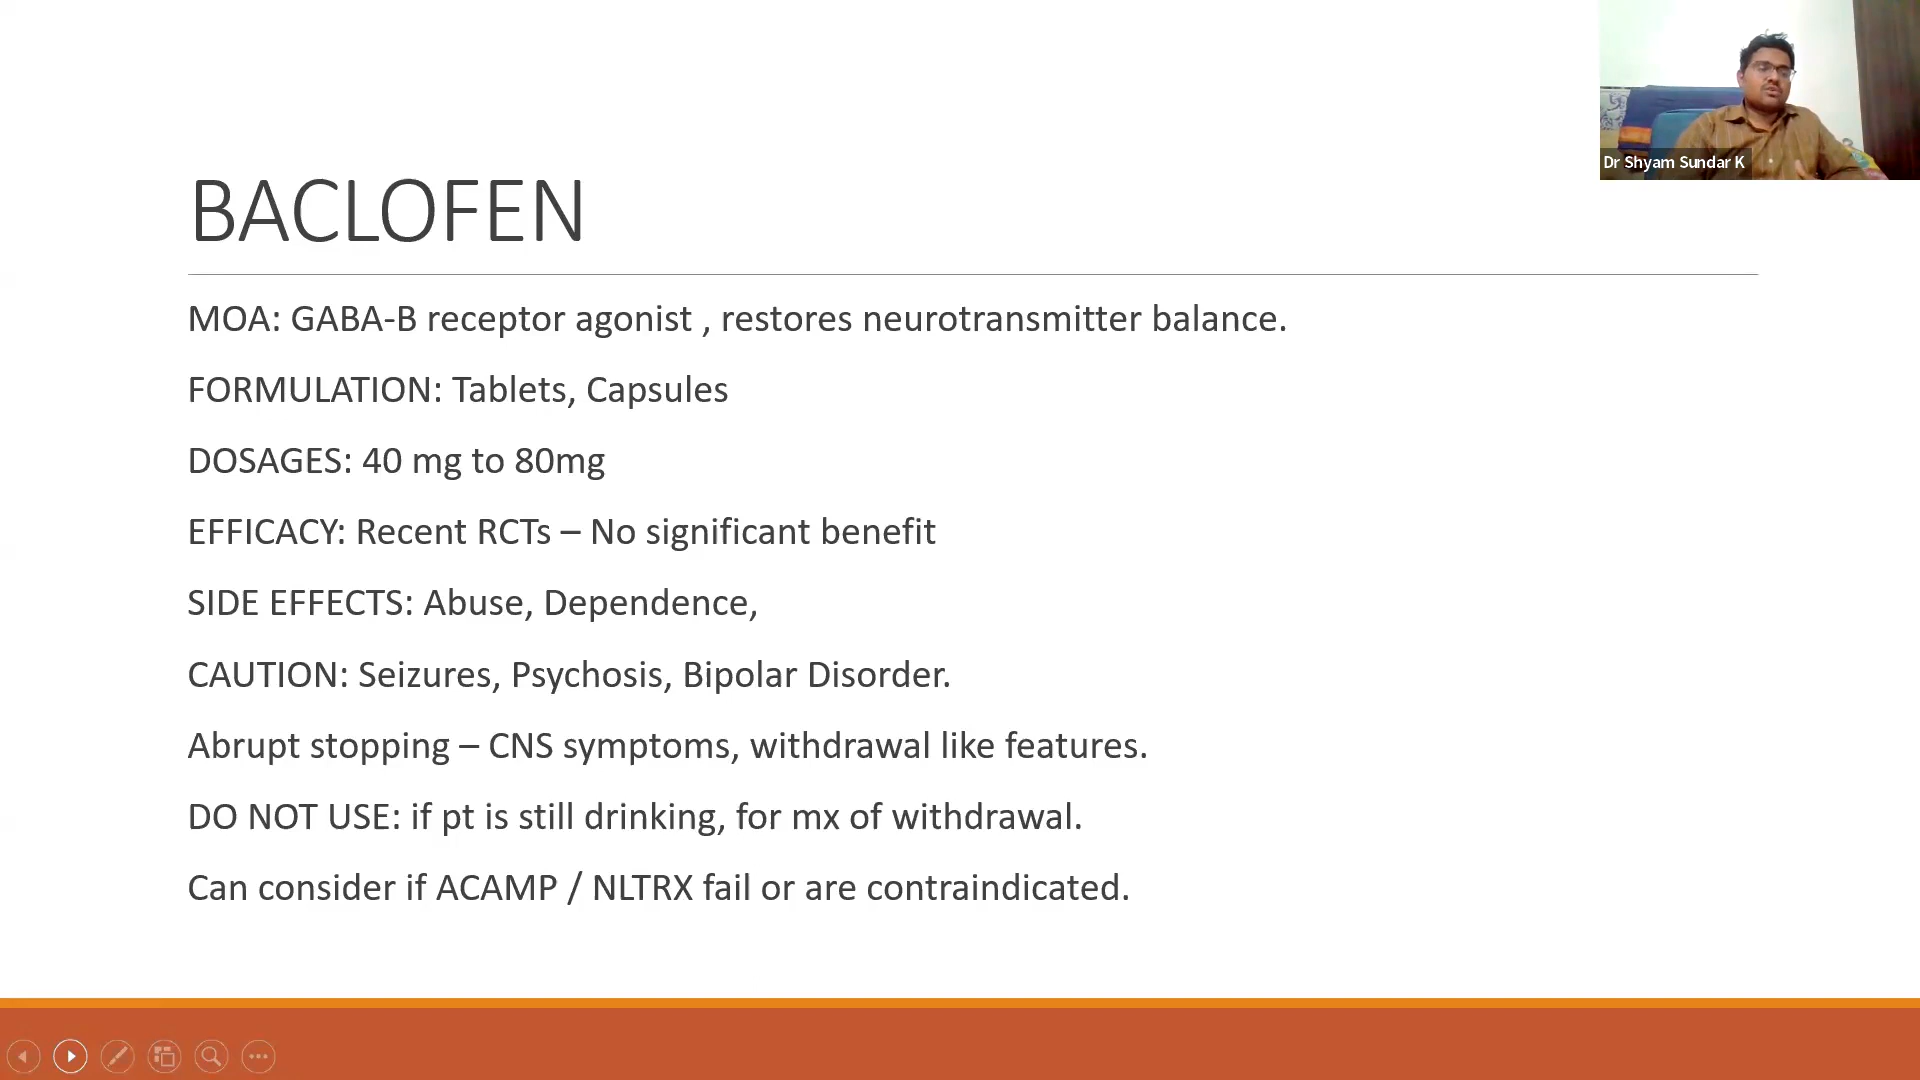 Dr Shyam Sundar K
BACLOFEN
MOA: GABA-B receptor agonist , restores neurotransmitter balance.
FORMULATION: Tablets, Capsules
DOSAGES: 40 mg to 80mg
EFFICACY: Recent RCTs – No significant benefit
SIDE EFFECTS: Abuse, Dependence,
CAUTION: Seizures, Psychosis, Bipolar Disorder.
Abrupt stopping – CNS symptoms, withdrawal like features.
DO NOT USE: if pt is still drinking, for mx of withdrawal.
Can consider if ACAMP / NLTRX fail or are contraindicated.